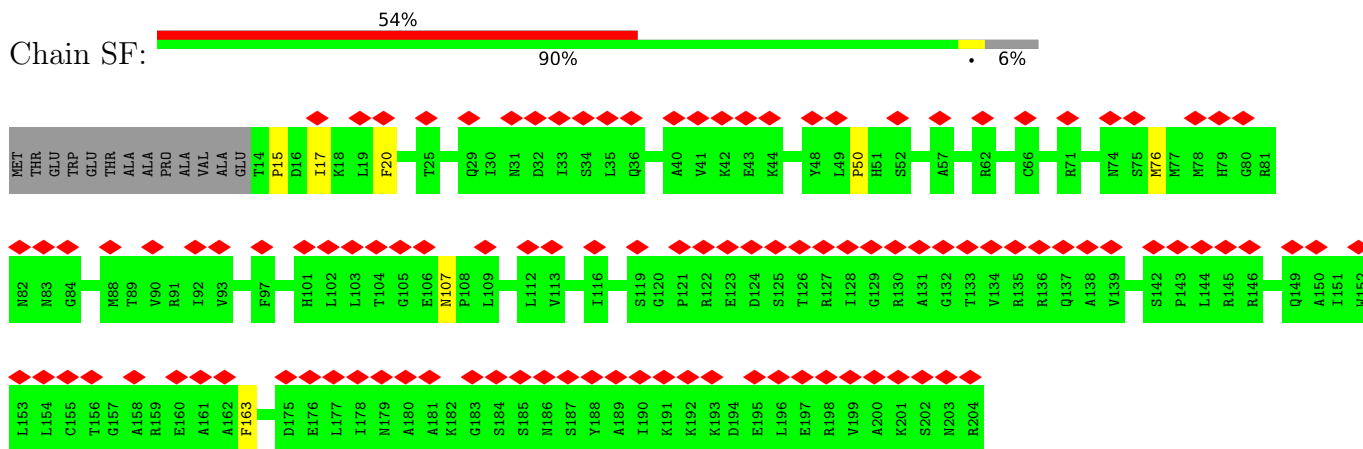 54%
Chain SF:
90% • 6%
MET THR GLU TRP GLU THR ALA ALA PRO ALA VAL ALA GLU T14 P15 D16 I17 K18 L19 F20 T25 Q29 I30 N31 D32 I33 S34 L35 Q36 A40 V41 K42 E43 K44 Y48 L49 P50 H51 S52 A57 R62 C66 R71 N74 S75 M76 M77 M78 H79 G80 R81
N82 N83 G84 M88 T89 V90 R91 I92 V93 F97 H101 L102 L103 T104 G105 E106 N107 P108 L109 L112 V113 I116 S119 G120 P121 R122 E123 D124 S125 T126 R127 I128 G129 R130 A131 G132 T133 V134 R135 R136 Q137 A138 V139 S142 P143 L144 R145 R146 Q149 A150 I151 W152
L153 L154 C155 T156 G157 A158 R159 E160 A161 A162 F163 D175 E176 L177 I178 N179 A180 A181 K182 G183 S184 S185 N186 S187 Y188 A189 I190 K191 K192 K193 D194 E195 L196 E197 R198 V199 A200 K201 S202 N203 R204